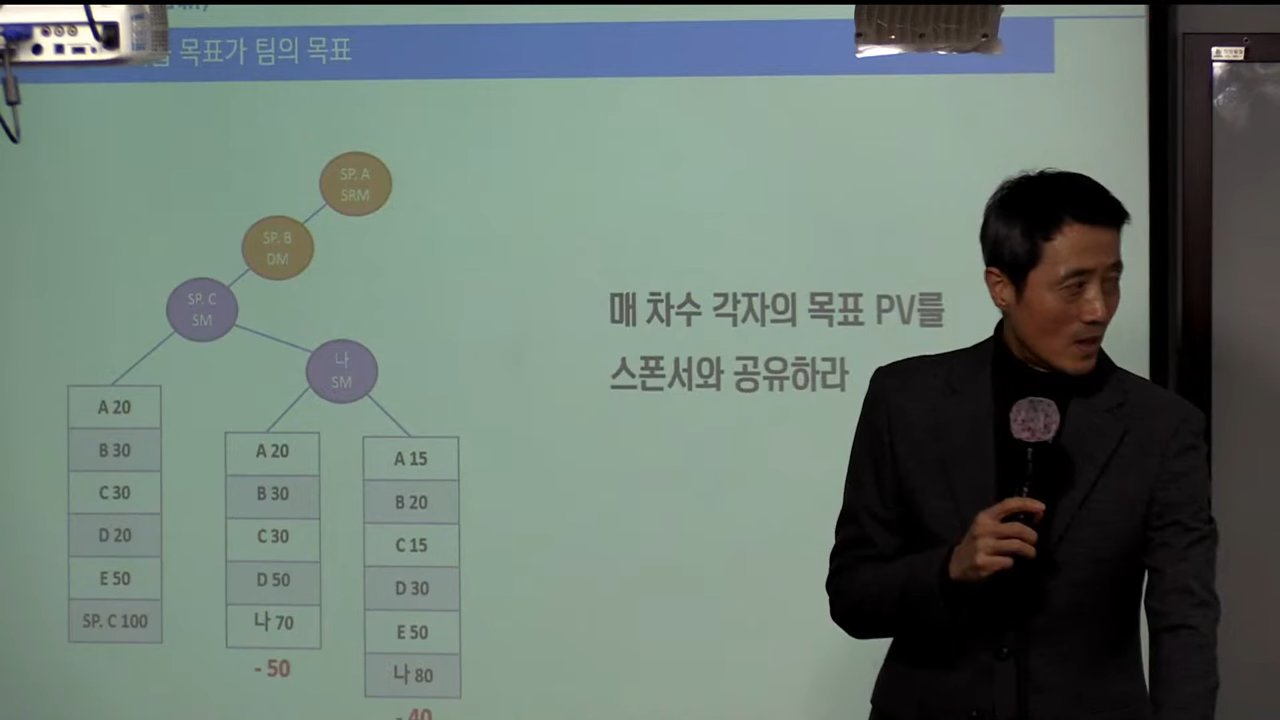 목표가 팀의 목표
SP. A
SRM
SP. B
DM
SP. C
SM
나
SM
매 차수 각자의 목표 PV를
스폰서와 공유하라
A 20
B 30
C 30
D 20
E 50
SP. C 100
A 20
B 30
C 30
D 50
나 70
- 50
A 15
B 20
C 15
D 30
E 50
나 80
- 40